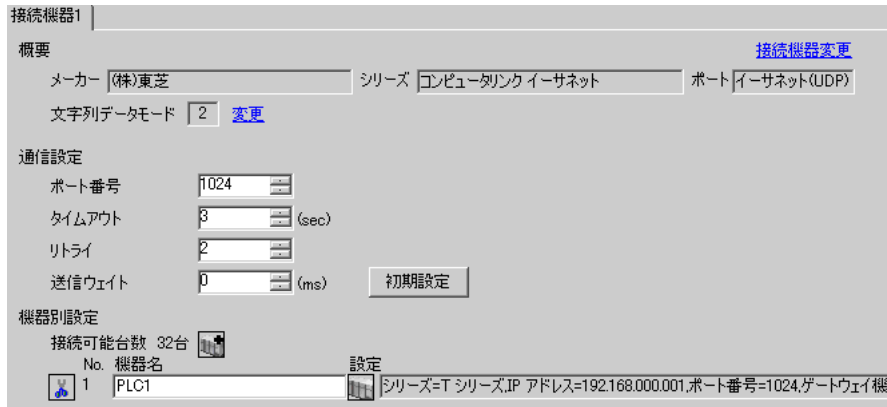 接続機器1
概要 接続機器変更
メーカー (株)東芝 シリーズ コンピュータリンク イーサネット ポート イーサネット(UDP)
文字列データモード 2 変更
通信設定
ポート番号 1024
タイムアウト 3 (sec)
リトライ 2
送信ウェイト 0 (ms) 初期設定
機器別設定
接続可能台数 32台
No. 機器名 設定
1 PLC1 シリーズ=T シリーズ,IP アドレス=192.168.000.001,ポート番号=1024,ゲートウェイ機